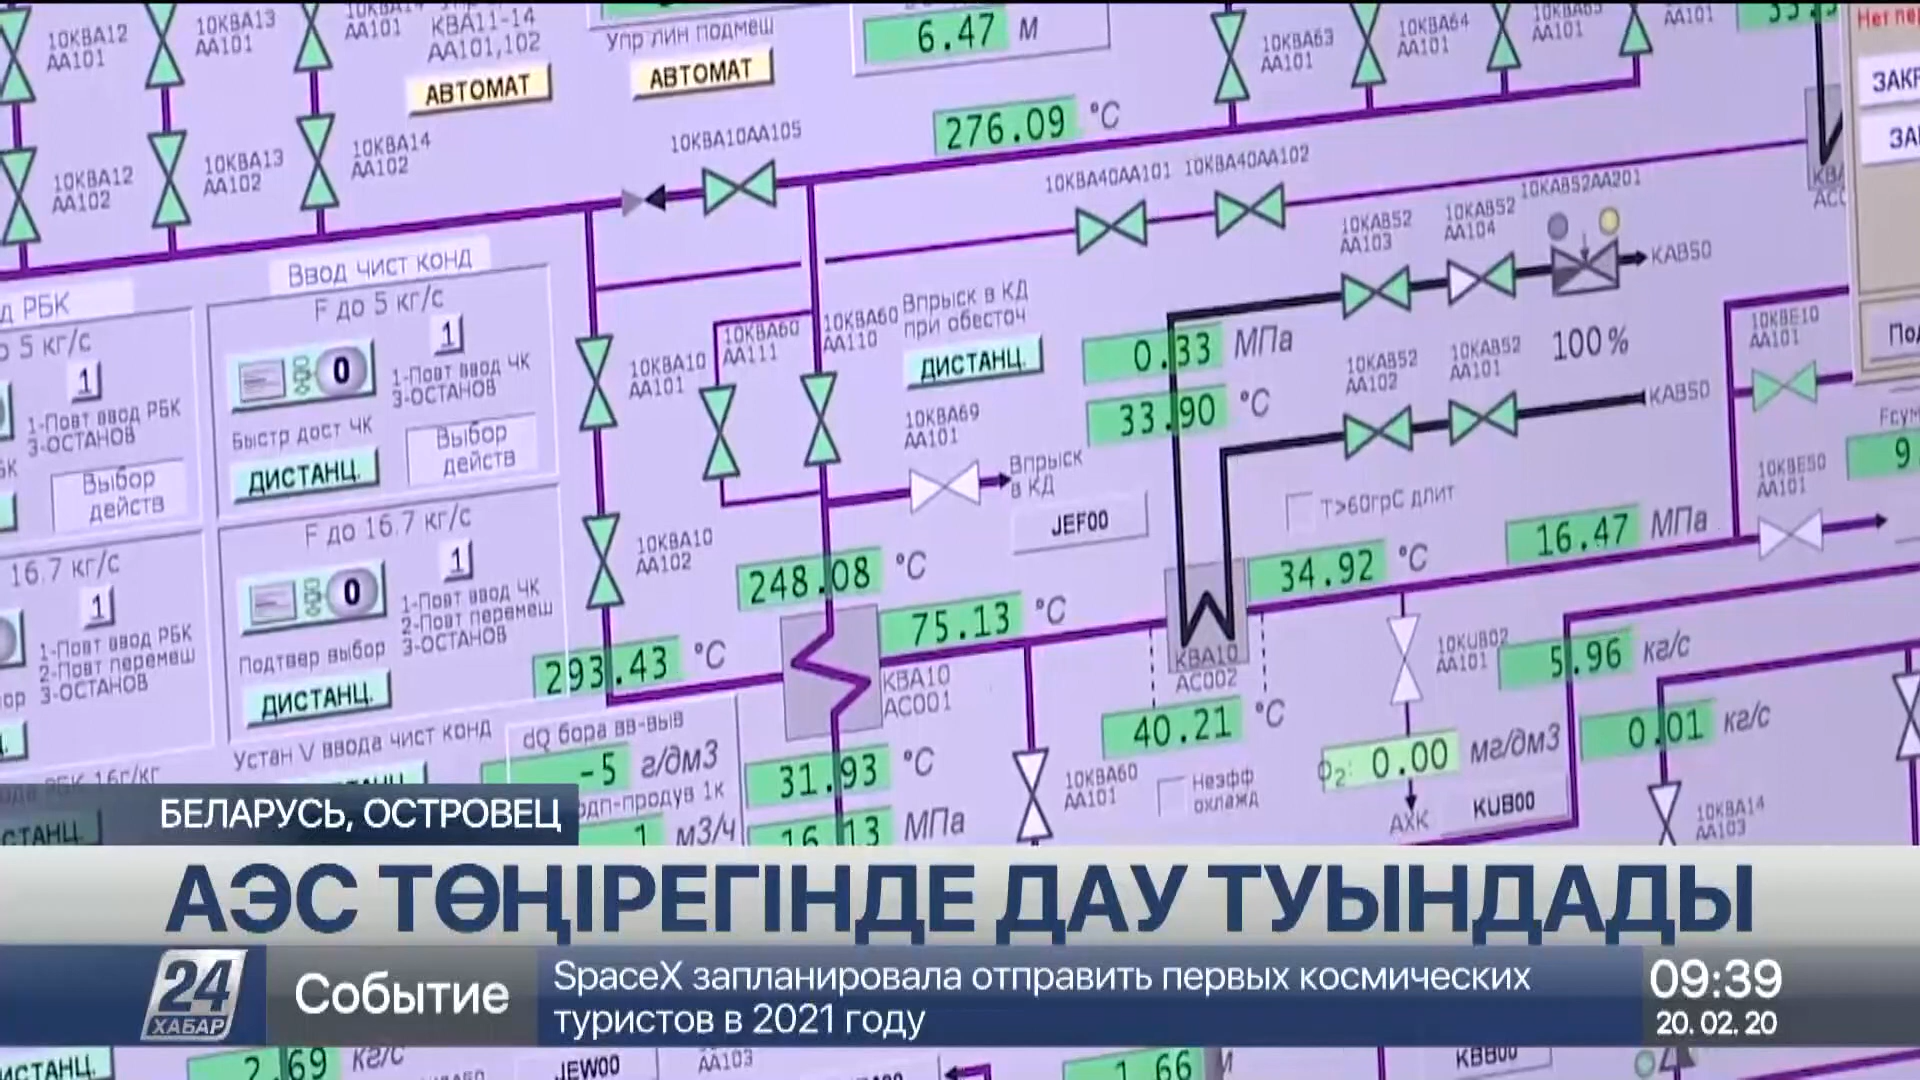 10KBA12
AA101
10KBA13
AA101
AA101
KBA11-14
AA101,102
АВТОМАТ
Упр лин подмеш
АВТОМАТ
6.47 М
10KBA63
AA101
10KBA64
AA101
AA101
AA101
ЗАКР
276.09 °C
10KBA10AA105
10KBA12
AA102
10KBA13
AA102
10KBA14
AA102
10KBA40AA101
10KBA40AA102
10KAB52
AA103
10KAB52
AA104
10KAB52AA201
KAB50
Ввод чист конд
F до 5 кг/с
0
1
1-Повт ввод ЧК
3-ОСТАНОВ
Быстр дост ЧК
ДИСТАНЦ.
Выбор
действ
РБК
5 кг/с
1
1-Повт ввод РБК
3-ОСТАНОВ
Выбор
действ
10KBA10
AA101
10KBA60
AA111
10KBA60
AA110
Впрыск в КД
при обесточ
ДИСТАНЦ.
0.33 МПа
33.90 °C
10KAB52
AA102
10KAB52
AA101
100%
KAB50
10KBE10
AA101
10KBA69
AA101
Впрыск
в КД
JEF00
T>60грС длит
10KBE50
AA101
F до 16.7 кг/с
0
1
1-Повт ввод ЧК
2-Повт перемеш
3-ОСТАНОВ
Подтвер выбор
ДИСТАНЦ.
16.7 кг/с
1
1-Повт ввод РБК
2-Повт перемеш
3-ОСТАНОВ
10KBA10
AA102
248.08 °C
75.13 °C
34.92 °C
16.47 МПа
293.43 °C
KBA10
AC001
KBA10
AC002
40.21 °C
10KUB02
AA101
5.96 кг/с
0.01 кг/с
Устан V ввода чист конд
dQ бора вв-выв
-5 г/дм3
1 м3/ч
31.93 °C
16.13 МПа
10KBA60
AA101
Неэфф
охлажд
0.00 мг/дм3
АХК
KUB00
10KBA14
AA103
БЕЛАРУСЬ, ОСТРОВЕЦ
АЭС ТӨҢІРЕГІНДЕ ДАУ ТУЫНДАДЫ
24
ХАБАР
Событие
SpaceX запланировала отправить первых космических
туристов в 2021 году
09:39
20. 02. 20
2.69 кг/с
JEW00
AA103
1.66
KBB00